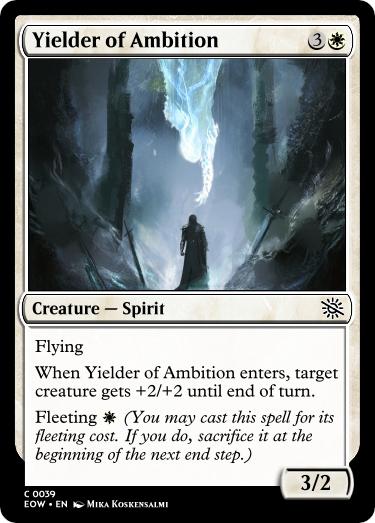 Yielder of Ambition 3
Creature — Spirit
Flying
When Yielder of Ambition enters, target
creature gets +2/+2 until end of turn.
Fleeting (You may cast this spell for its
fleeting cost. If you do, sacrifice it at the
beginning of the next end step.)
3/2
C 0039
EOW • EN Mika Koskensalmi